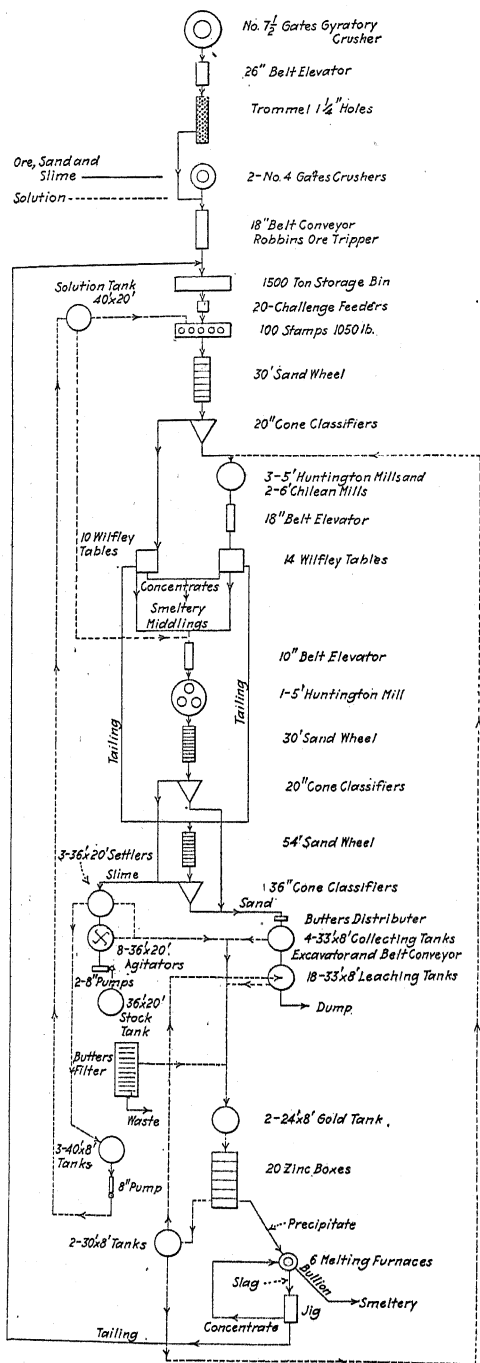 No. 7½ Gates Gyratory
Crusher
26" Belt Elevator
Trommel 1¼" Holes
Ore, Sand and
Slime
2-No. 4 Gates Crushers
Solution
18" Belt Conveyor
Robbins Ore Tripper
Solution Tank
40'x20'
1500 Ton Storage Bin
20-Challenge Feeders
100 Stamps 1050 lb.
30' Sand Wheel
20" Cone Classifiers
3-5' Huntington Mills and
2-6' Chilean Mills
18" Belt Elevator
10 Wilfley
Tables
14 Wilfley Tables
Concentrates
Smeltery
Middlings
10" Belt Elevator
1-5' Huntington Mill
Tailing
Tailing
30' Sand Wheel
20" Cone Classifiers
54' Sand Wheel
3-36'x20' Settlers
Slime
36" Cone Classifiers
Sand
Butters Distributer
4-33'x8' Collecting Tanks
8-36'x20'
Agitators
Excavator and Belt Conveyor
18-33'x8' Leaching Tanks
2-8" Pumps
36'x20'
Stock
Tank
Dump
Butters
Filter
Waste
2-24'x8' Gold Tank
3-40'x8'
Tanks
20 Zinc Boxes
8" Pump
Precipitate
2-30'x8' Tanks
6 Melting Furnaces
Bullion
Slag
Smeltery
Jig
Concentrate
Tailing